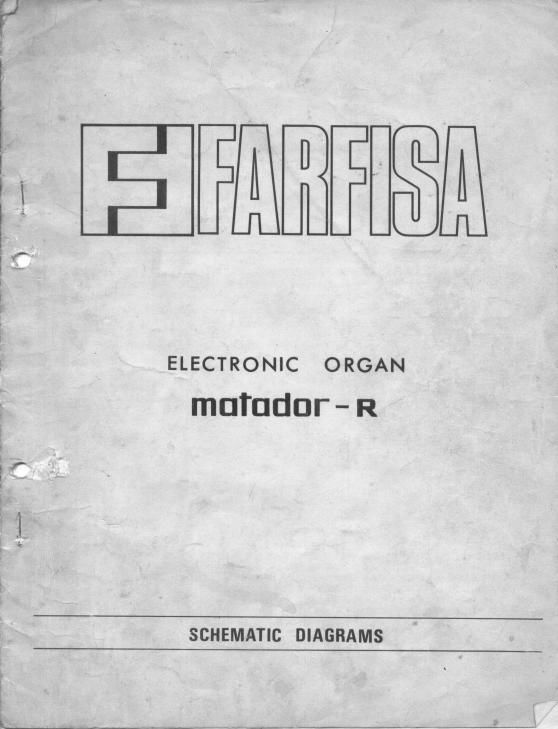 FARFISA
ELECTRONIC ORGAN
matador-R
SCHEMATIC DIAGRAMS